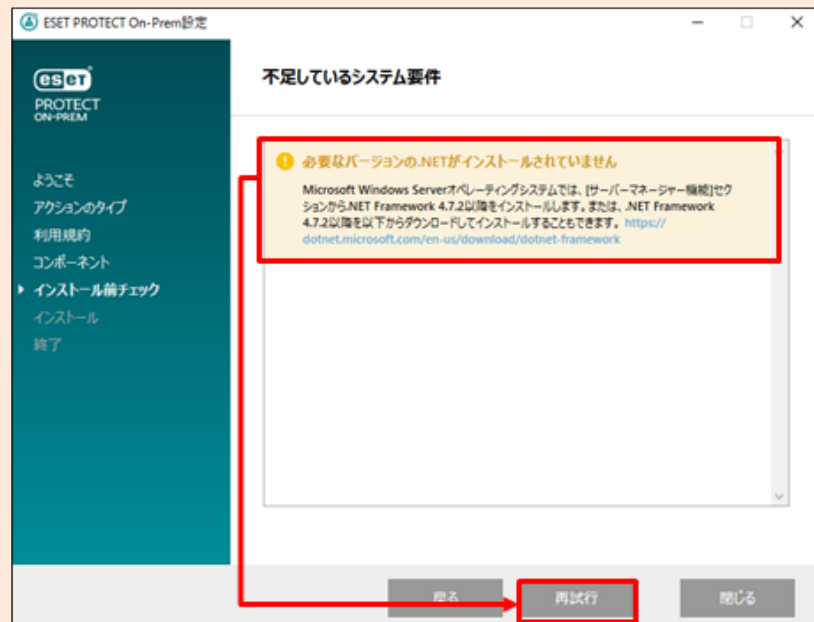 ESET PROTECT On-Prem設定
eset
PROTECT
ON-PREM
ようこそ
アクションのタイプ
利用規約
コンポーネント
インストール前チェック
インストール
終了
不足しているシステム要件
必要なバージョンの.NETがインストールされていません
Microsoft Windows Serverオペレーティングシステムでは、[サーバーマネージャー機能]セク
ションから.NET Framework 4.7.2以降をインストールします。または、.NET Framework
4.7.2以降を以下からダウンロードしてインストールすることもできます。https://
dotnet.microsoft.com/en-us/download/dotnet-framework
戻る
再試行
閉じる